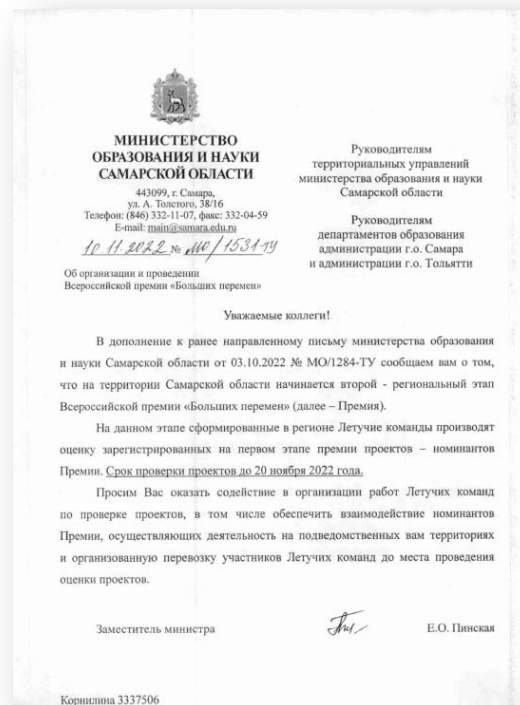 МИНИСТЕРСТВО
ОБРАЗОВАНИЯ И НАУКИ
САМАРСКОЙ ОБЛАСТИ
443099, г. Самара,
ул. А. Толстого, 38/16
Телефон: (846) 332-11-07, факс: 332-04-59
E-mail: main@samara.edu.ru
10.11.2022 № МО/1531-ТУ
Об организации и проведении
Всероссийской премии «Больших перемен»
Руководителям
территориальных управлений
министерства образования и науки
Самарской области
Руководителям
департаментов образования
администрации г.о. Самара
и администрации г.о. Тольятти
Уважаемые коллеги!
В дополнение к ранее направленному письму министерства образования
и науки Самарской области от 03.10.2022 № МО/1284-ТУ сообщаем вам о том,
что на территории Самарской области начинается второй - региональный этап
Всероссийской премии «Больших перемен» (далее – Премия).
На данном этапе сформированные в регионе Летучие команды производят
оценку зарегистрированных на первом этапе премии проектов – номинантов
Премии. Срок проверки проектов до 20 ноября 2022 года.
Просим Вас оказать содействие в организации работ Летучих команд
по проверке проектов, в том числе обеспечить взаимодействие номинантов
Премии, осуществляющих деятельность на подведомственных вам территориях
и организованную перевозку участников Летучих команд до места проведения
оценки проектов.
Заместитель министра Е.О. Пинская
Корнилина 3337506